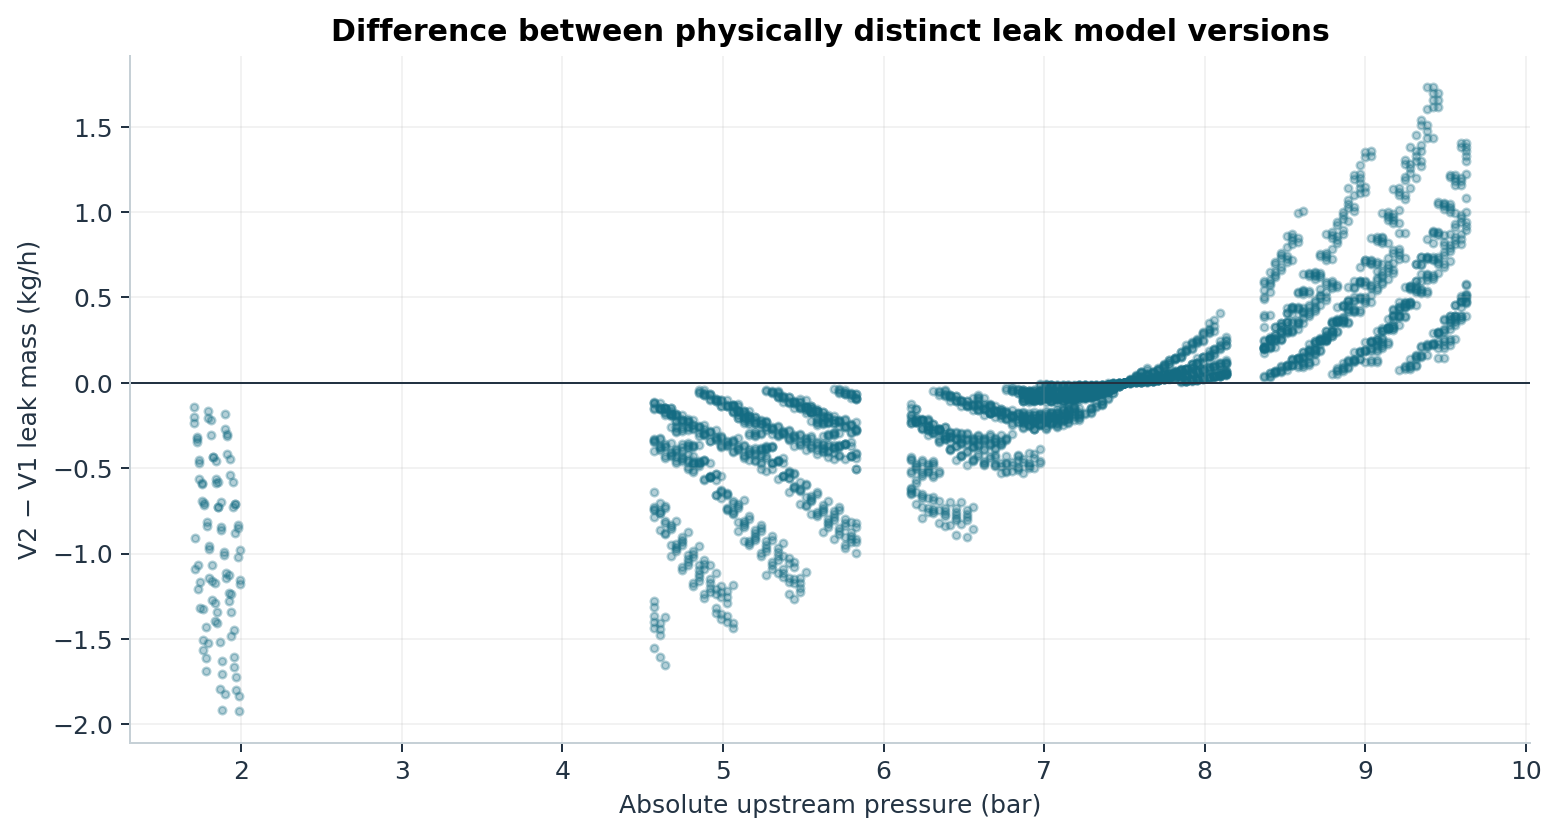 Difference between physically distinct leak model versions
V2 − V1 leak mass (kg/h)
1.5
1.0
0.5
0.0
−0.5
−1.0
−1.5
−2.0
2 3 4 5 6 7 8 9 10
Absolute upstream pressure (bar)